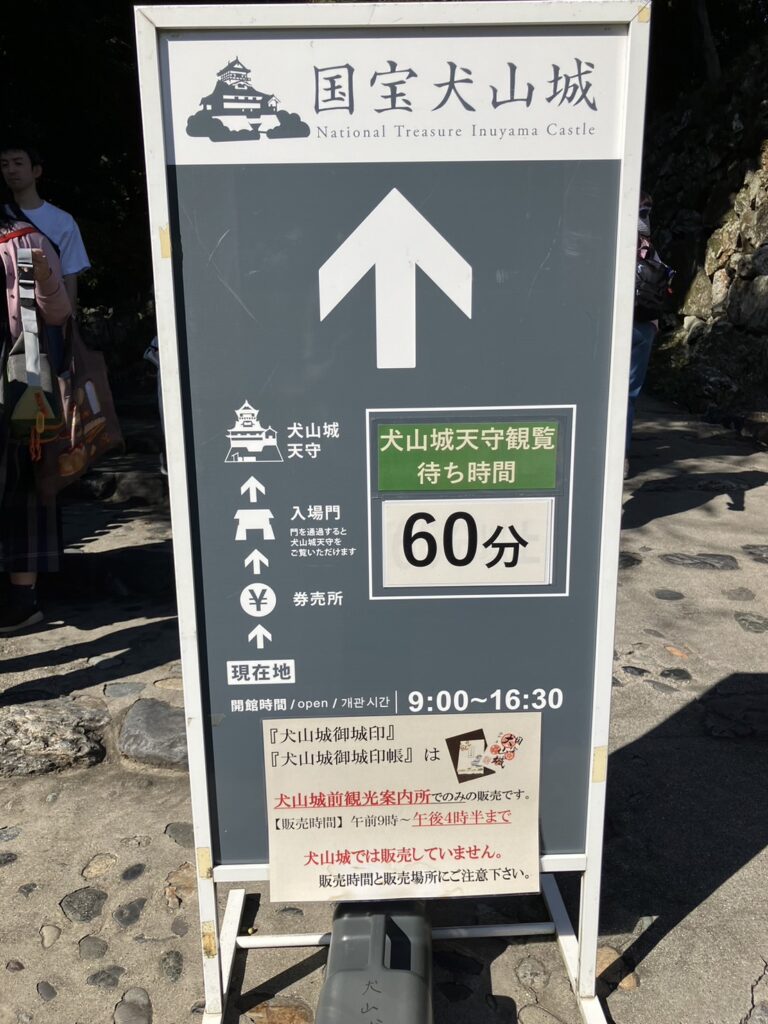 国宝犬山城
National Treasure Inuyama Castle
犬山城
天守
犬山城天守観覧
待ち時間
60分
入場門
門を通過すると
犬山城天守を
ご覧いただけます
¥
券売所
現在地
開館時間 / open / 개관 시간 9:00~16:30
『犬山城御城印』
『犬山城御城印帳』は
犬山城前観光案内所でのみの販売です。
【販売時間】午前9時～午後4時半まで
犬山城では販売していません。
販売時間と販売場所にご注意下さい。
犬山